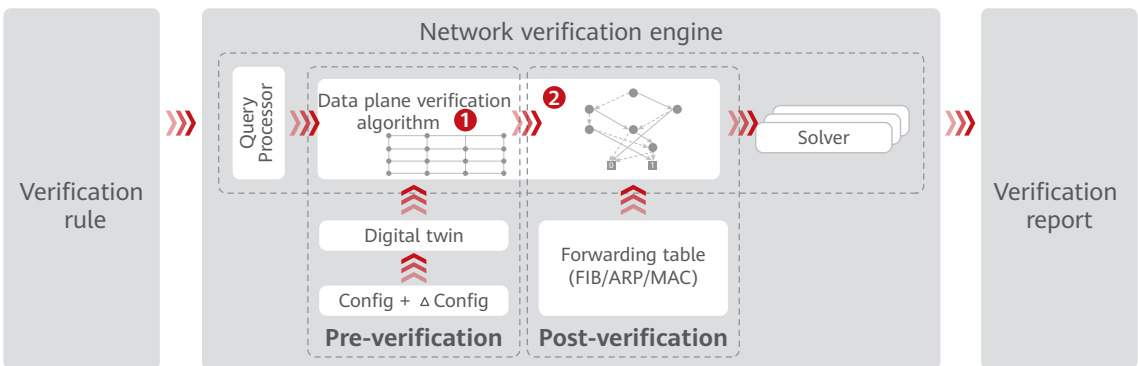 Network verification engine
Verification
rule
Query
Processor
Data plane verification
algorithm
1
2
0
1
Solver
Digital twin
Config + △ Config
Pre-verification
Forwarding table
(FIB/ARP/MAC)
Post-verification
Verification
report